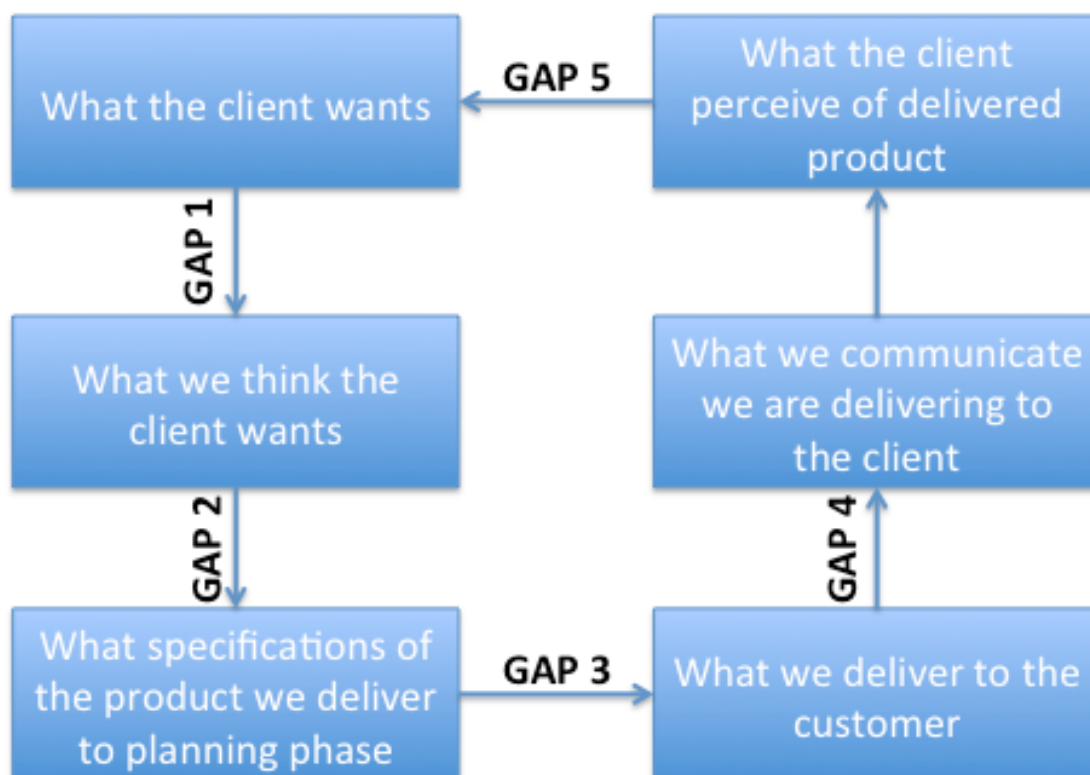 What the client wants
GAP 5
What the client
perceive of delivered
product
GAP 1
What we think the
client wants
What we communicate
we are delivering to
the client
GAP 2
GAP 4
What specifications of
the product we deliver
to planning phase
GAP 3
What we deliver to the
customer